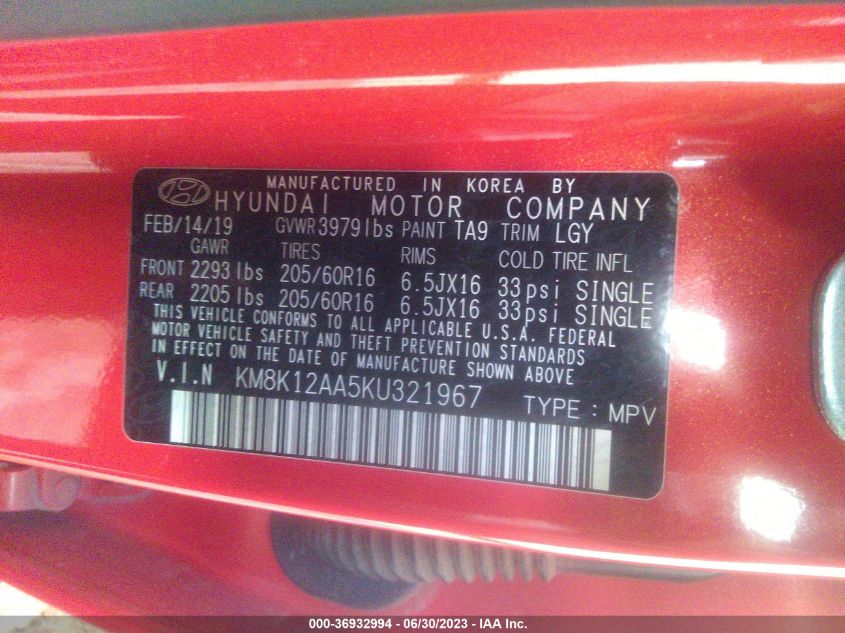 MANUFACTURED IN KOREA BY
HYUNDAI MOTOR COMPANY
FEB/14/19 GVWR 3979 lbs PAINT TA9 TRIM LGY
GAWR TIRES RIMS COLD TIRE INFL
FRONT 2293 lbs 205/60R16 6.5JX16 33psi SINGLE
REAR 2205 lbs 205/60R16 6.5JX16 33psi SINGLE
THIS VEHICLE CONFORMS TO ALL APPLICABLE U.S.A. FEDERAL
MOTOR VEHICLE SAFETY AND THEFT PREVENTION STANDARDS
IN EFFECT ON THE DATE OF MANUFACTURE SHOWN ABOVE
V.I.N KM8K12AA5KU321967 TYPE : MPV
000-36932994 - 06/30/2023 - IAA Inc.